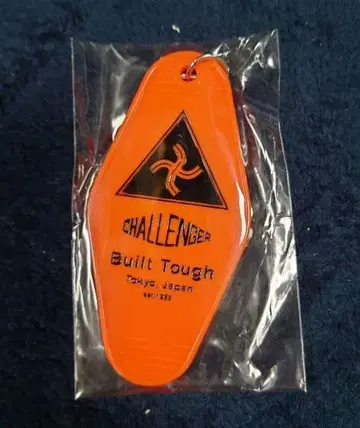 CHALLENGER
Built Tough
Tokyo, Japan